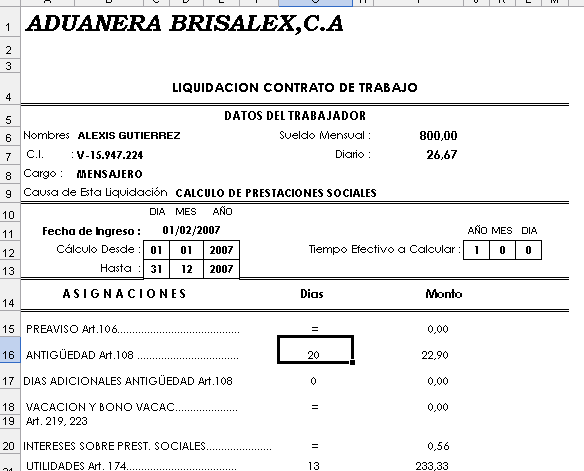 ADUANERA BRISALEX,C.A
LIQUIDACION CONTRATO DE TRABAJO
DATOS DEL TRABAJADOR
Nombres ALEXIS GUTIERREZ Sueldo Mensual : 800,00
C.I. : V-15.947.224 Diario : 26,67
Cargo : MENSAJERO
Causa de Esta Liquidación CALCULO DE PRESTACIONES SOCIALES
DIA MES AÑO
Fecha de Ingreso : 01/02/2007 AÑO MES DIA
Cálculo Desde : 01 01 2007 Tiempo Efectivo a Calcular : 1 0 0
Hasta : 31 12 2007
ASIGNACIONES Dias Monto
PREAVISO Art.106........................................ = 0,00
ANTIGÜEDAD Art.108 .................................. 20 22,90
DIAS ADICIONALES ANTIGÜEDAD Art.108 0 0,00
VACACION Y BONO VACAC..................... = 0,00
Art. 219, 223
INTERESES SOBRE PREST. SOCIALES...................... = 0,56
UTILIDADES Art. 174............................ 13 233,33